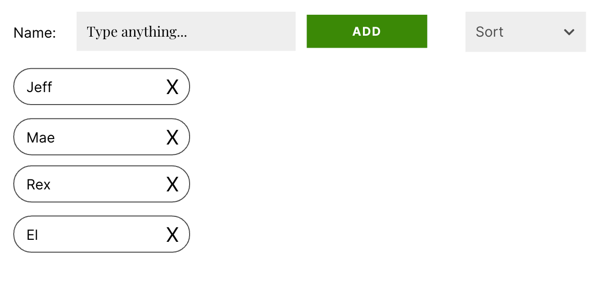 Name: Type anything... ADD Sort
Jeff X
Mae X
Rex X
El X